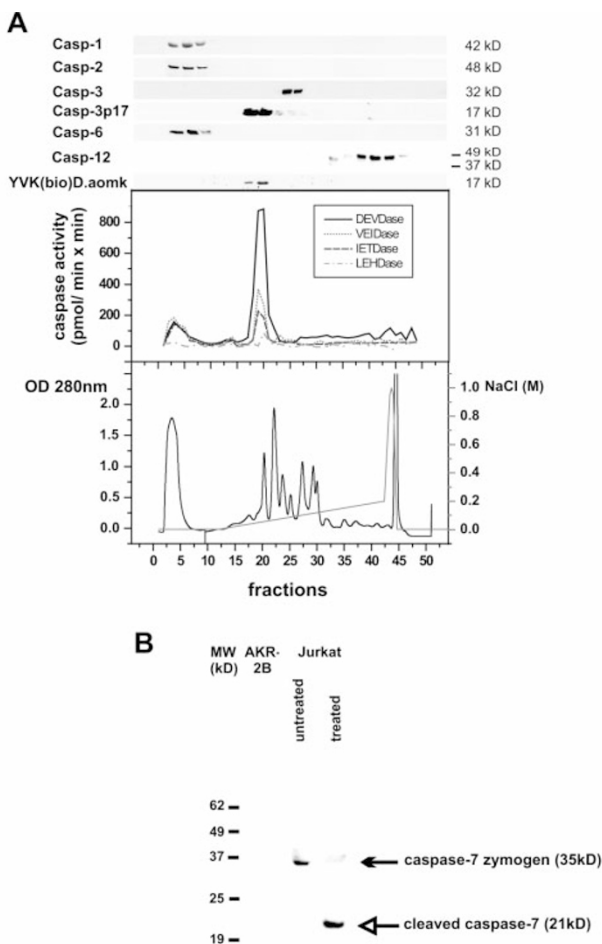 A
Casp-1 42 kD
Casp-2 48 kD
Casp-3 32 kD
Casp-3p17 17 kD
Casp-6 31 kD
Casp-12 49 kD
37 kD
YVK(bio)D.aomk 17 kD
caspase activity
(pmol/ min x min)
800
600
400
200
0
DEVDase
VEIDase
IETDase
LEHDase
OD 280nm
2.0
1.5
1.0
0.5
0.0
1.0 NaCl (M)
0.8
0.6
0.4
0.2
0.0
0 5 10 15 20 25 30 35 40 45 50
fractions
B
MW AKR- Jurkat
(kD) 2B
untreated
treated
62
49
37 caspase-7 zymogen (35kD)
25
cleaved caspase-7 (21kD)
19